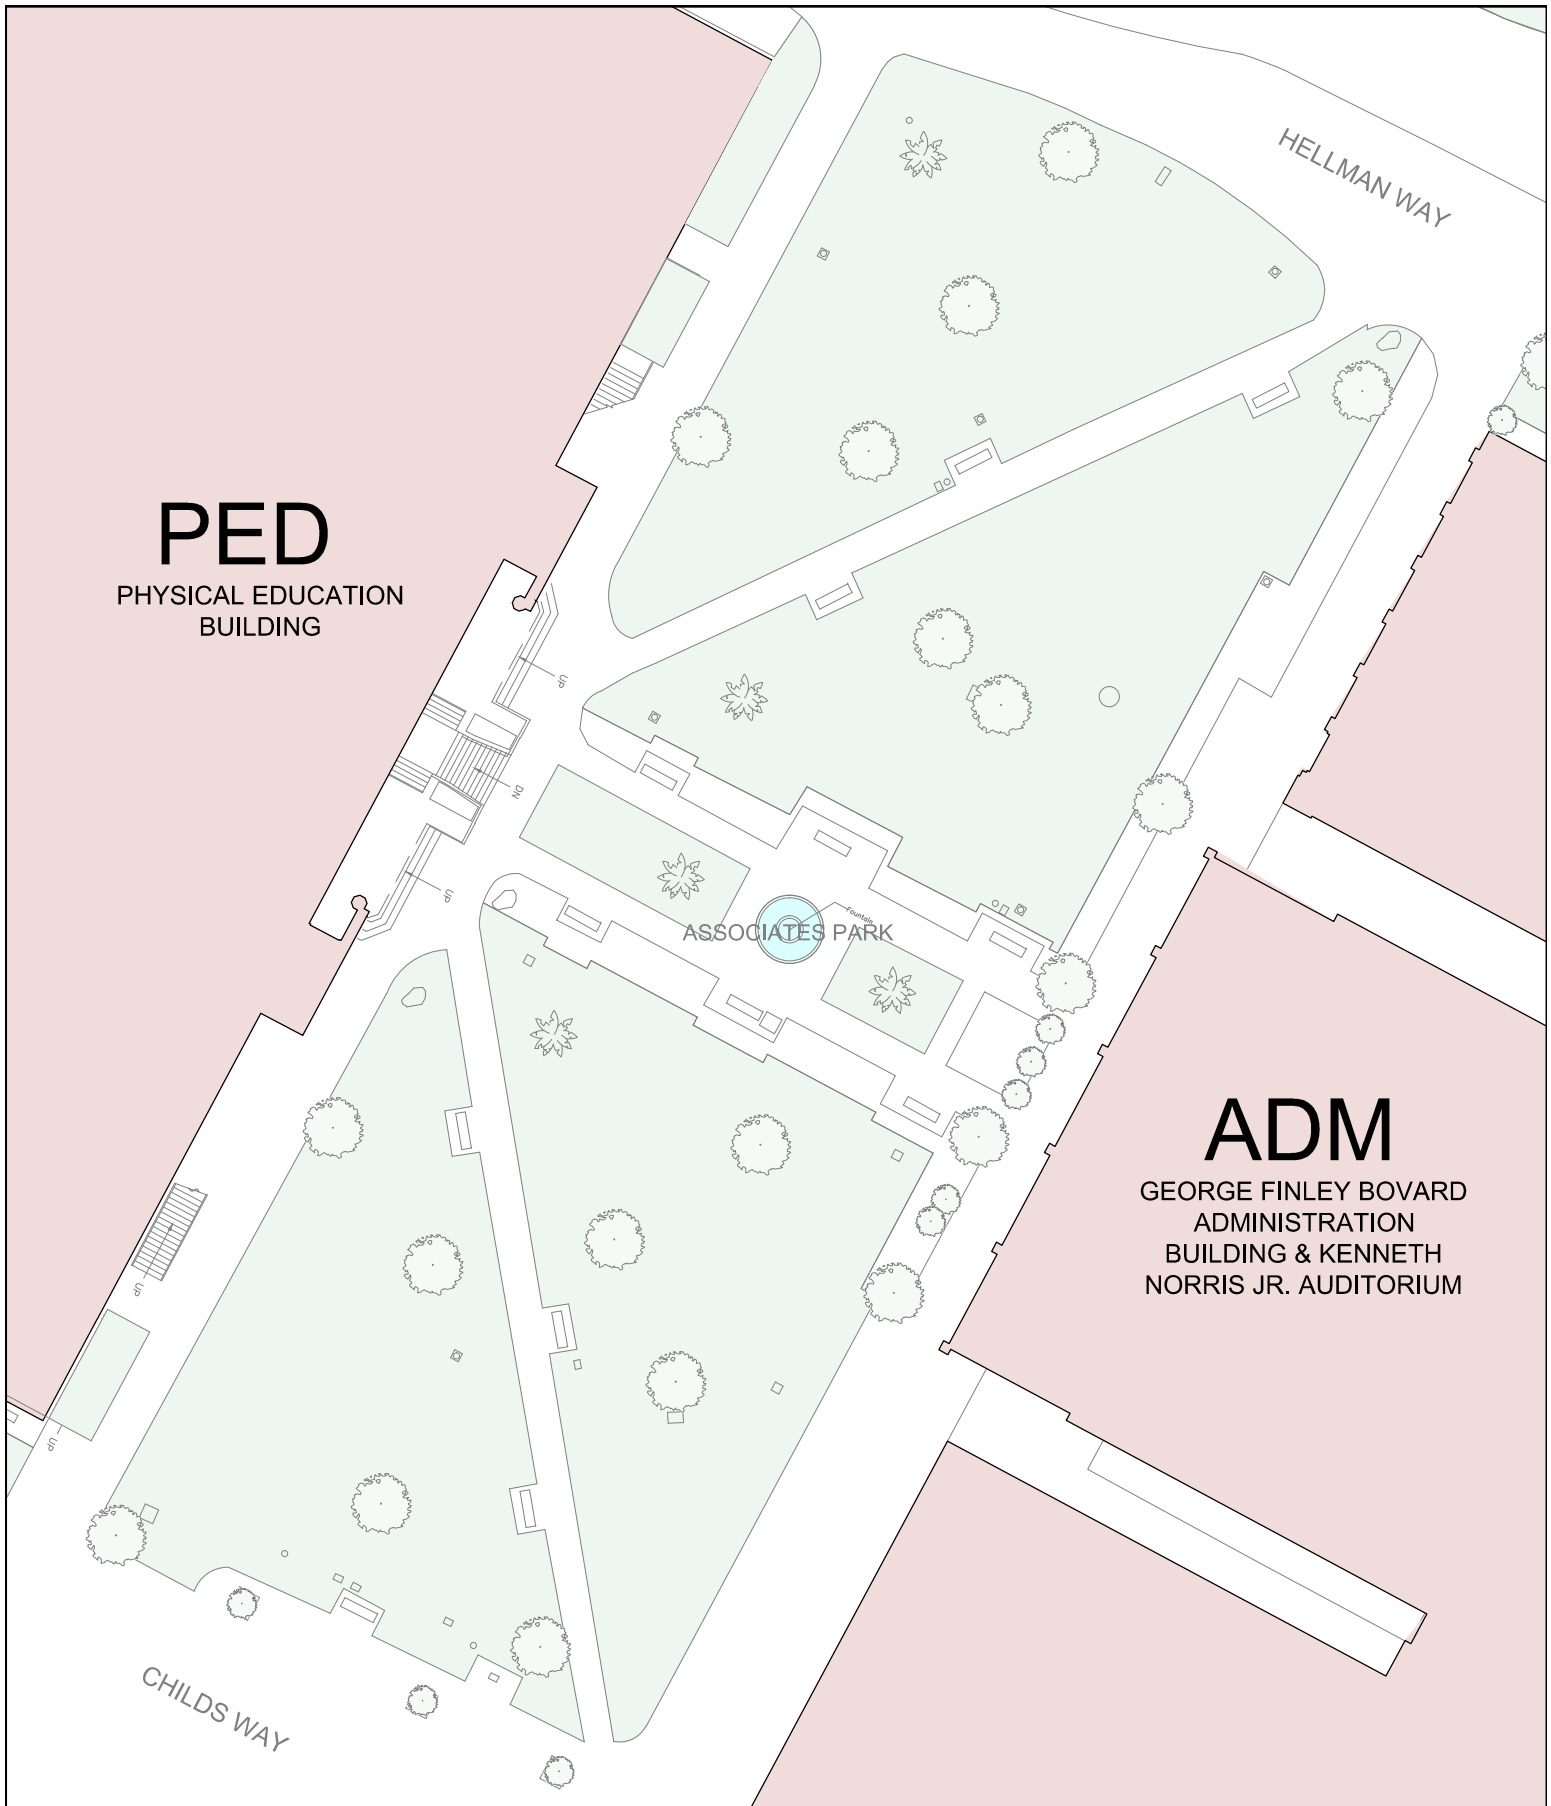 HELLMAN WAY
PED
PHYSICAL EDUCATION
BUILDING
UP
DN
UP
Fountain
ASSOCIATES PARK
ADM
GEORGE FINLEY BOVARD
ADMINISTRATION
BUILDING & KENNETH
NORRIS JR. AUDITORIUM
UP
UP
CHILDS WAY